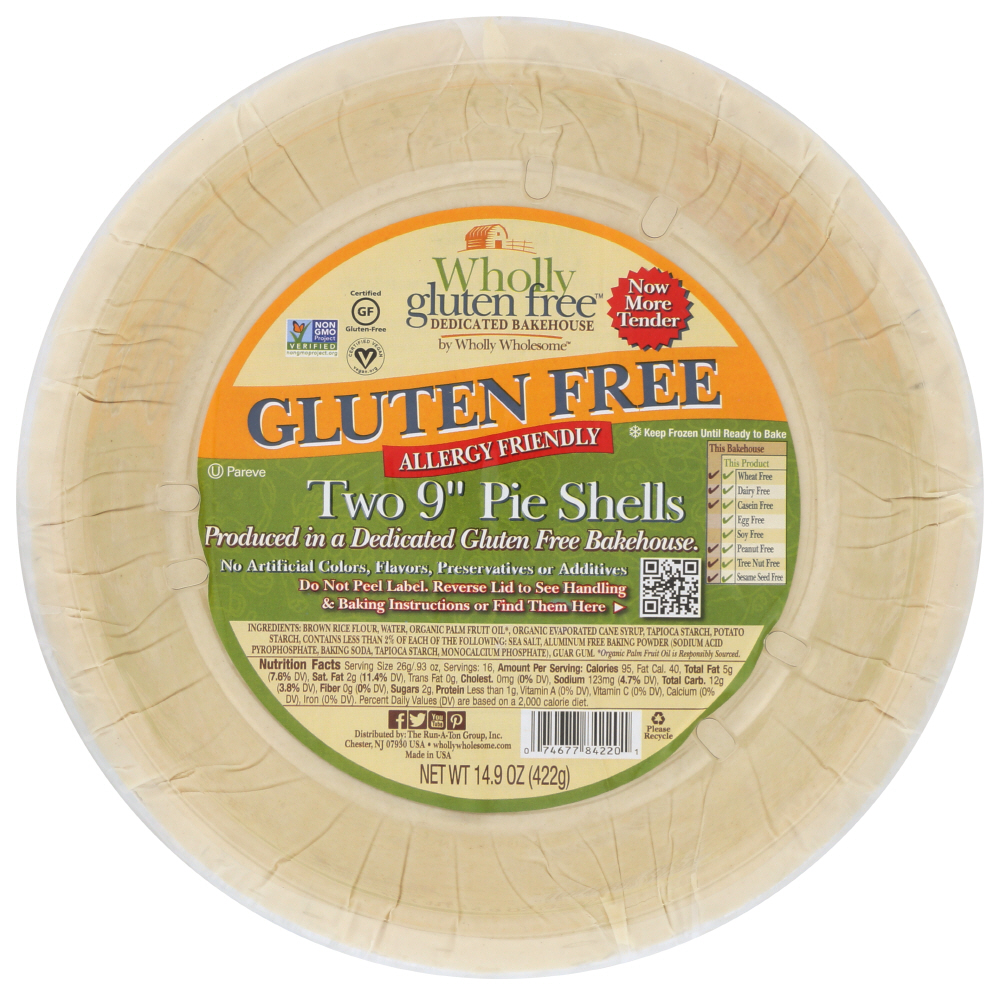 Wholly
gluten free™
DEDICATED BAKEHOUSE
by Wholly Wholesome™
Now
More
Tender
Certified
GF
Gluten-Free
NON
GMO
Project
VERIFIED
nongmoproject.org
CERTIFIED VEGAN
vegan.org
GLUTEN FREE
ALLERGY FRIENDLY
Keep Frozen Until Ready to Bake
U Pareve
This Bakehouse
This Product
✔ ✔ Wheat Free
✔ ✔ Dairy Free
✔ ✔ Casein Free
✔ Egg Free
✔ Soy Free
✔ ✔ Peanut Free
✔ ✔ Tree Nut Free
✔ ✔ Sesame Seed Free
Two 9" Pie Shells
Produced in a Dedicated Gluten Free Bakehouse.
No Artificial Colors, Flavors, Preservatives or Additives
Do Not Peel Label. Reverse Lid to See Handling
& Baking Instructions or Find Them Here ►
INGREDIENTS: BROWN RICE FLOUR, WATER, ORGANIC PALM FRUIT OIL*, ORGANIC EVAPORATED CANE SYRUP, TAPIOCA STARCH, POTATO
STARCH, CONTAINS LESS THAN 2% OF EACH OF THE FOLLOWING: SEA SALT, ALUMINUM FREE BAKING POWDER (SODIUM ACID
PYROPHOSPHATE, BAKING SODA, TAPIOCA STARCH, MONOCALCIUM PHOSPHATE), GUAR GUM. *Organic Palm Fruit Oil is Responsibly Sourced.
Nutrition Facts Serving Size 26g/.93 oz, Servings: 16, Amount Per Serving: Calories 95, Fat Cal. 40, Total Fat 5g
(7.6% DV), Sat. Fat 2g (11.4% DV), Trans Fat 0g, Cholest. 0mg (0% DV), Sodium 123mg (4.7% DV), Total Carb. 12g
(3.8% DV), Fiber 0g (0% DV), Sugars 2g, Protein Less than 1g, Vitamin A (0% DV), Vitamin C (0% DV), Calcium (0%
DV), Iron (0% DV). Percent Daily Values (DV) are based on a 2,000 calorie diet.
You
Tube
Distributed by: The Run-A-Ton Group, Inc.
Chester, NJ 07930 USA • whollywholesome.com
Made in USA
0 74677 84220 1
Please
Recycle
NET WT 14.9 OZ (422g)